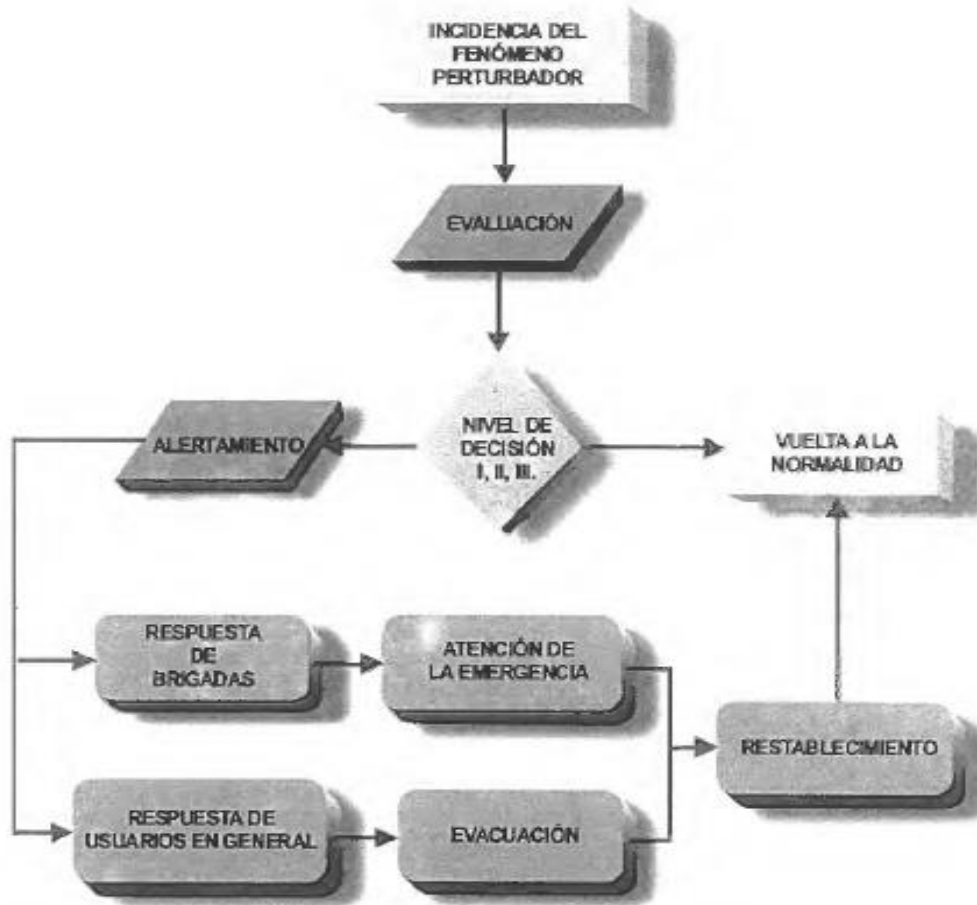 INCIDENCIA DEL
FENÓMENO
PERTURBADOR
EVALUACIÓN
NIVEL DE
DECISIÓN
I, II, III.
ALERTAMIENTO
VUELTA A LA
NORMALIDAD
RESPUESTA
DE
BRIGADAS
ATENCIÓN DE
LA EMERGENCIA
RESTABLECIMIENTO
RESPUESTA DE
USUARIOS EN GENERAL
EVACUACIÓN